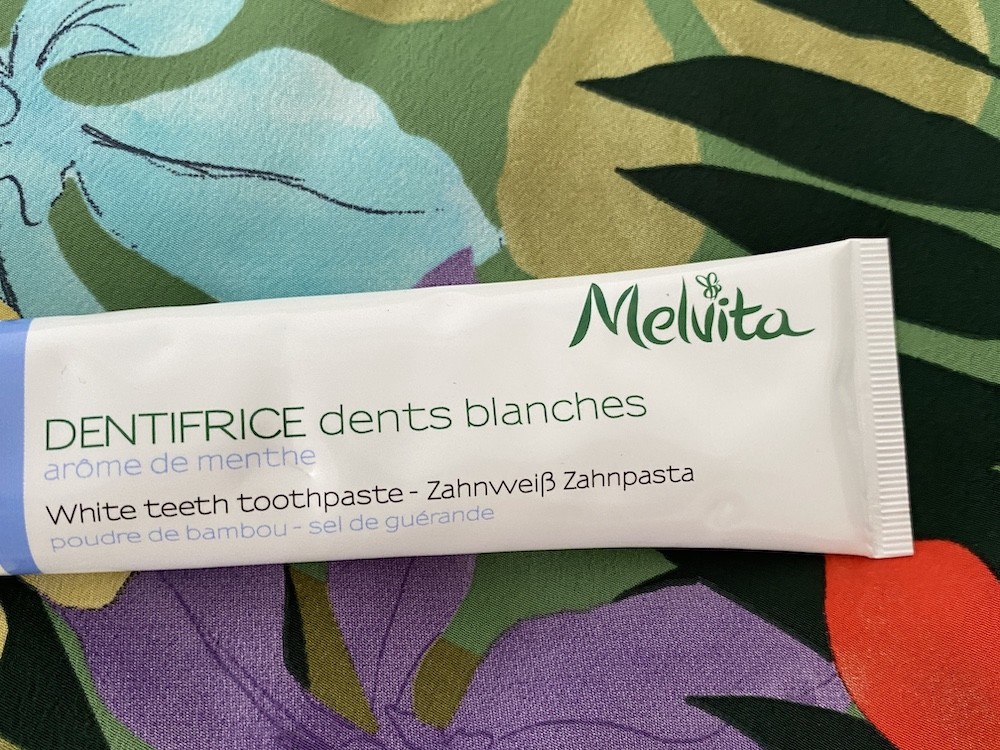 Melvita
DENTIFRICE dents blanches
arôme de menthe
White teeth toothpaste - Zahnweiß Zahnpasta
poudre de bambou - sel de guérande